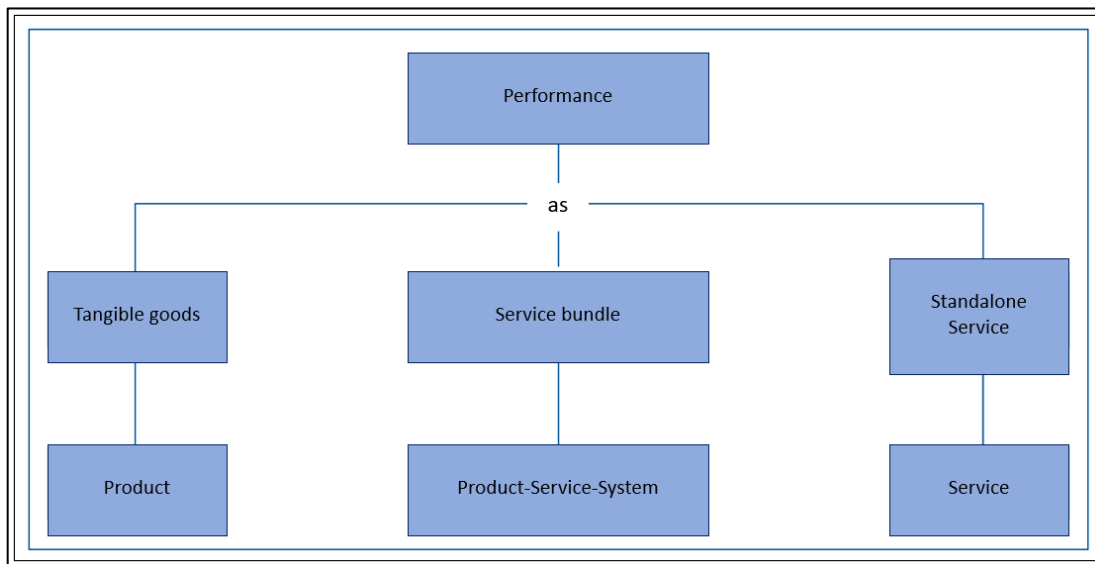 Performance
as
Tangible goods
Service bundle
Standalone
Service
Product
Product-Service-System
Service